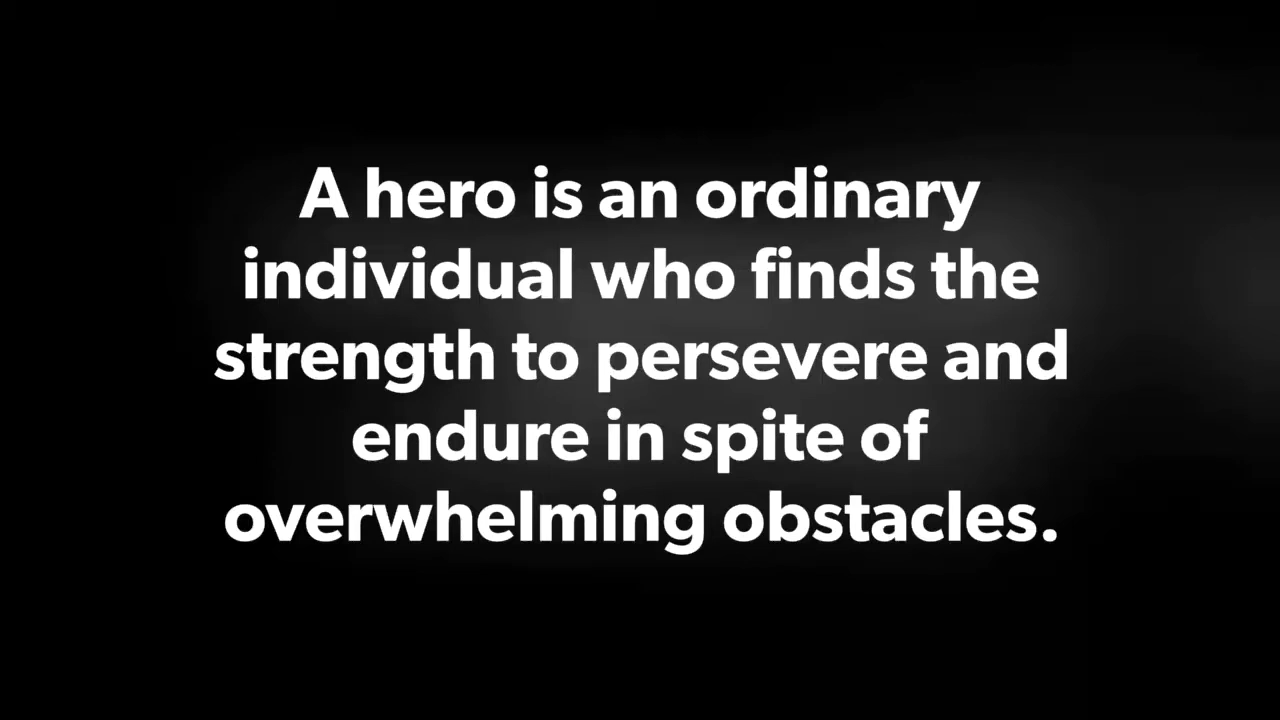 A hero is an ordinary
individual who finds the
strength to persevere and
endure in spite of
overwhelming obstacles.